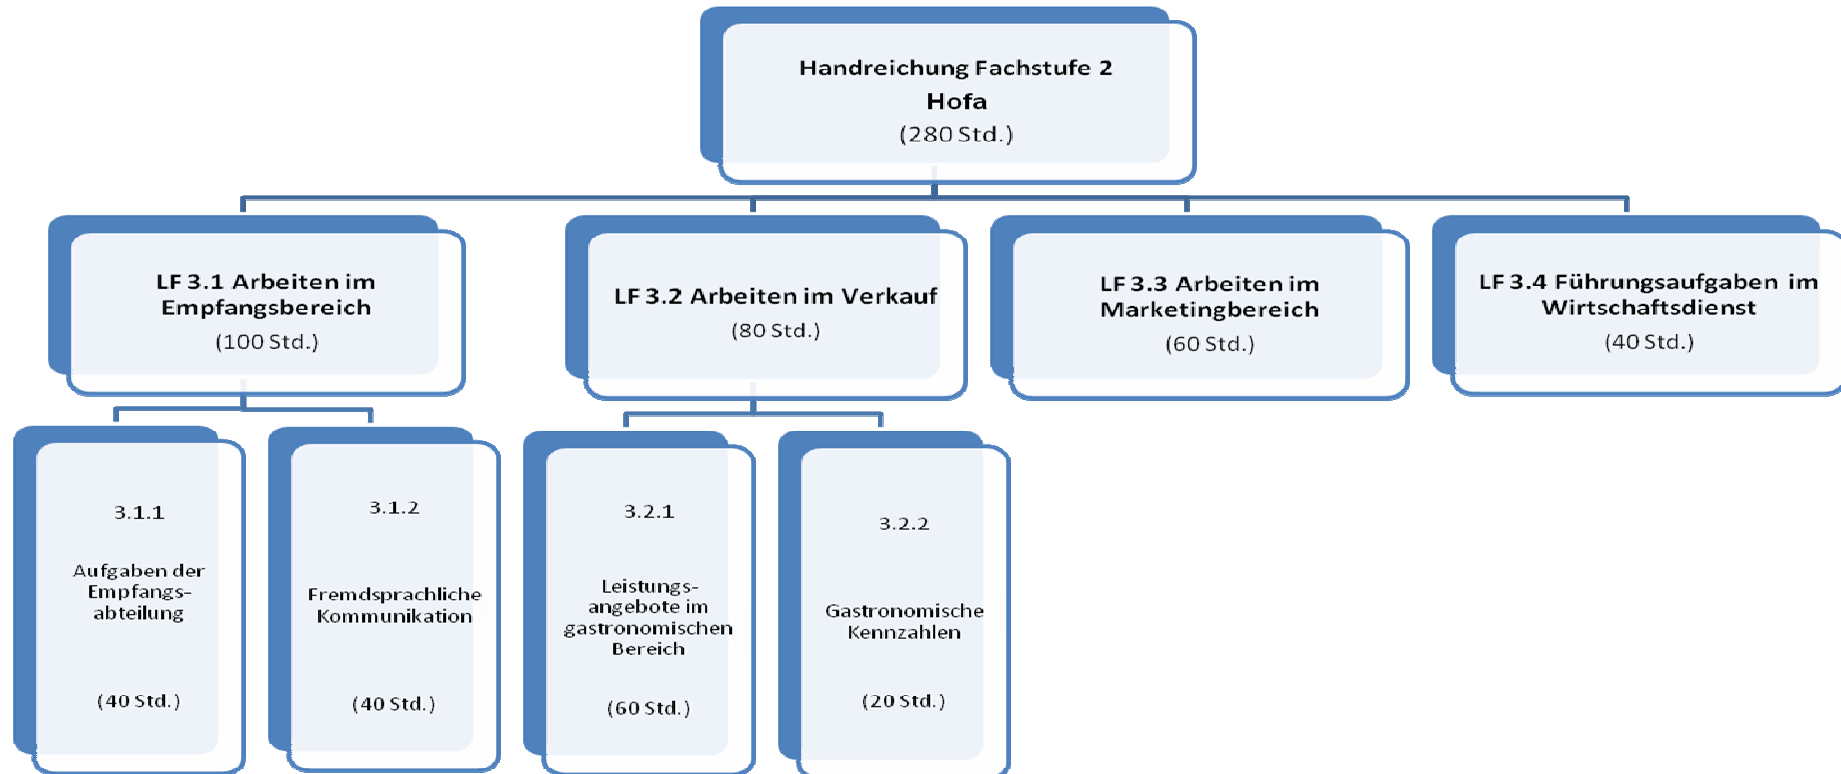 Handreichung Fachstufe 2
Hofa
(280 Std.)
LF 3.1 Arbeiten im
Empfangsbereich
(100 Std.)
LF 3.2 Arbeiten im Verkauf
(80 Std.)
LF 3.3 Arbeiten im
Marketingbereich
(60 Std.)
LF 3.4 Führungsaufgaben im
Wirtschaftsdienst
(40 Std.)
3.1.1
Aufgaben der
Empfangs-
abteilung
(40 Std.)
3.1.2
Fremdsprachliche
Kommunikation
(40 Std.)
3.2.1
Leistungs-
angebote im
gastronomischen
Bereich
(60 Std.)
3.2.2
Gastronomische
Kennzahlen
(20 Std.)